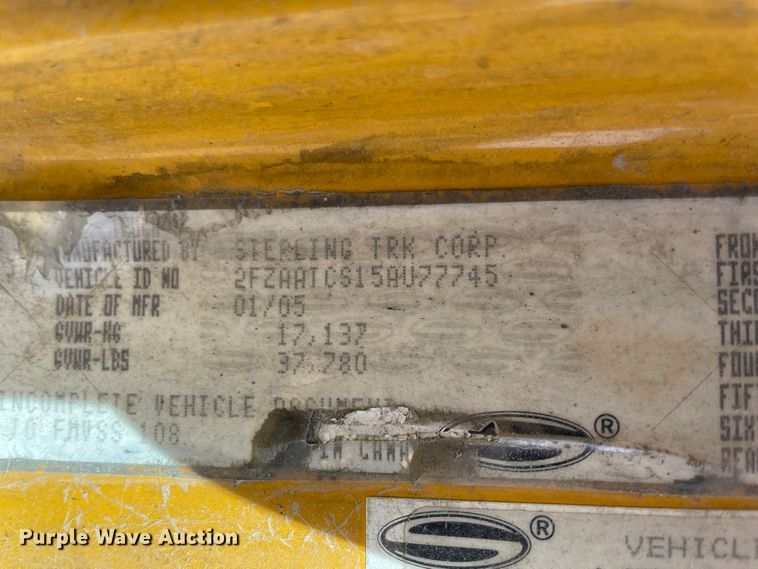 MANUFACTURED BY STERLING TRK CORP
VEHICLE ID NO 2FZAATCS15AU77745
DATE OF MFR 01/05
GVWR-KG 17,137
GVWR-LBS 37,780
INCOMPLETE VEHICLE DOCUMENT
TO FMVSS 108
IN CANA
®
FRON
FIRS
SECO
THIR
FOUR
FIFT
SIXT
REAR
®
VEHICLE
Purple Wave Auction